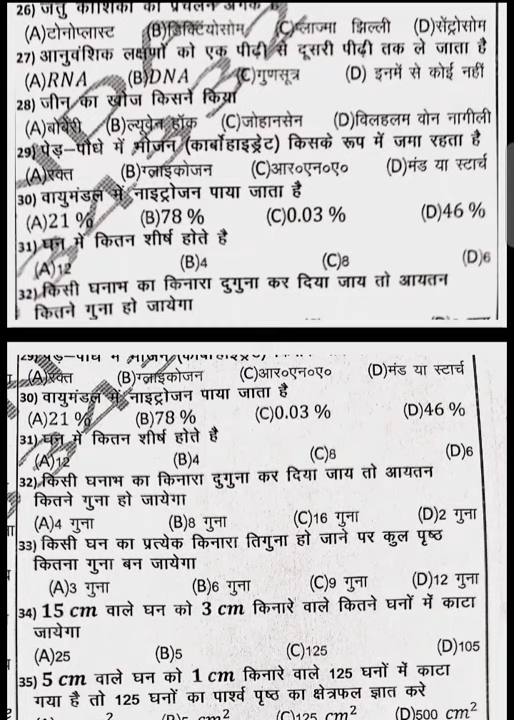 26) जंतु कोशिका का प्रचलन अंगक है
(A)टोनोप्लास्ट (B)डिक्टियोसोम (C)प्लाज्मा झिल्ली (D)सेंट्रोसोम
27) आनुवंशिक लक्षणों को एक पीढ़ी से दूसरी पीढ़ी तक ले जाता है
(A)RNA (B)DNA (C)गुणसूत्र (D) इनमें से कोई नहीं
28) जीन का खोज किसने किया
(A)बोवेरी (B)ल्यूवेन हॉक (C)जोहानसेन (D)विलहलम वोन नागीली
29) पेड़–पौधे में भोजन (कार्बोहाइड्रेट) किसके रूप में जमा रहता है
(A)रक्त (B)ग्लाइकोजन (C)आर०एन०ए० (D)मंड या स्टार्च
30) वायुमंडल में नाइट्रोजन पाया जाता है
(A)21 % (B)78 % (C)0.03 % (D)46 %
31) घन में कितन शीर्ष होते है
(A)12 (B)4 (C)8 (D)6
32) किसी घनाभ का किनारा दुगुना कर दिया जाय तो आयतन
कितने गुना हो जायेगा
29) पेड़–पौधे में भोजन (कार्बोहाइड्रेट)
(A)रक्त (B)ग्लाइकोजन (C)आर०एन०ए० (D)मंड या स्टार्च
30) वायुमंडल में नाइट्रोजन पाया जाता है
(A)21 % (B)78 % (C)0.03 % (D)46 %
31) घन में कितन शीर्ष होते है
(A)12 (B)4 (C)8 (D)6
32) किसी घनाभ का किनारा दुगुना कर दिया जाय तो आयतन
कितने गुना हो जायेगा
(A)4 गुना (B)8 गुना (C)16 गुना (D)2 गुना
33) किसी घन का प्रत्येक किनारा तिगुना हो जाने पर कुल पृष्ठ
कितना गुना बन जायेगा
(A)3 गुना (B)6 गुना (C)9 गुना (D)12 गुना
34) 15 cm वाले घन को 3 cm किनारे वाले कितने घनों में काटा
जायेगा
(A)25 (B)5 (C)125 (D)105
35) 5 cm वाले घन को 1 cm किनारे वाले 125 घनों में काटा
गया है तो 125 घनों का पार्श्व पृष्ठ का क्षेत्रफल ज्ञात करे
(C)125 cm² (D)500 cm²